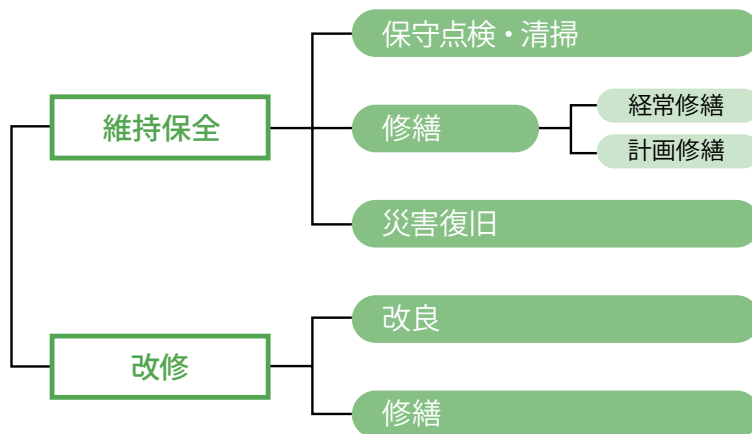 維持保全
保守点検・清掃
修繕
経常修繕
計画修繕
災害復旧
改修
改良
修繕